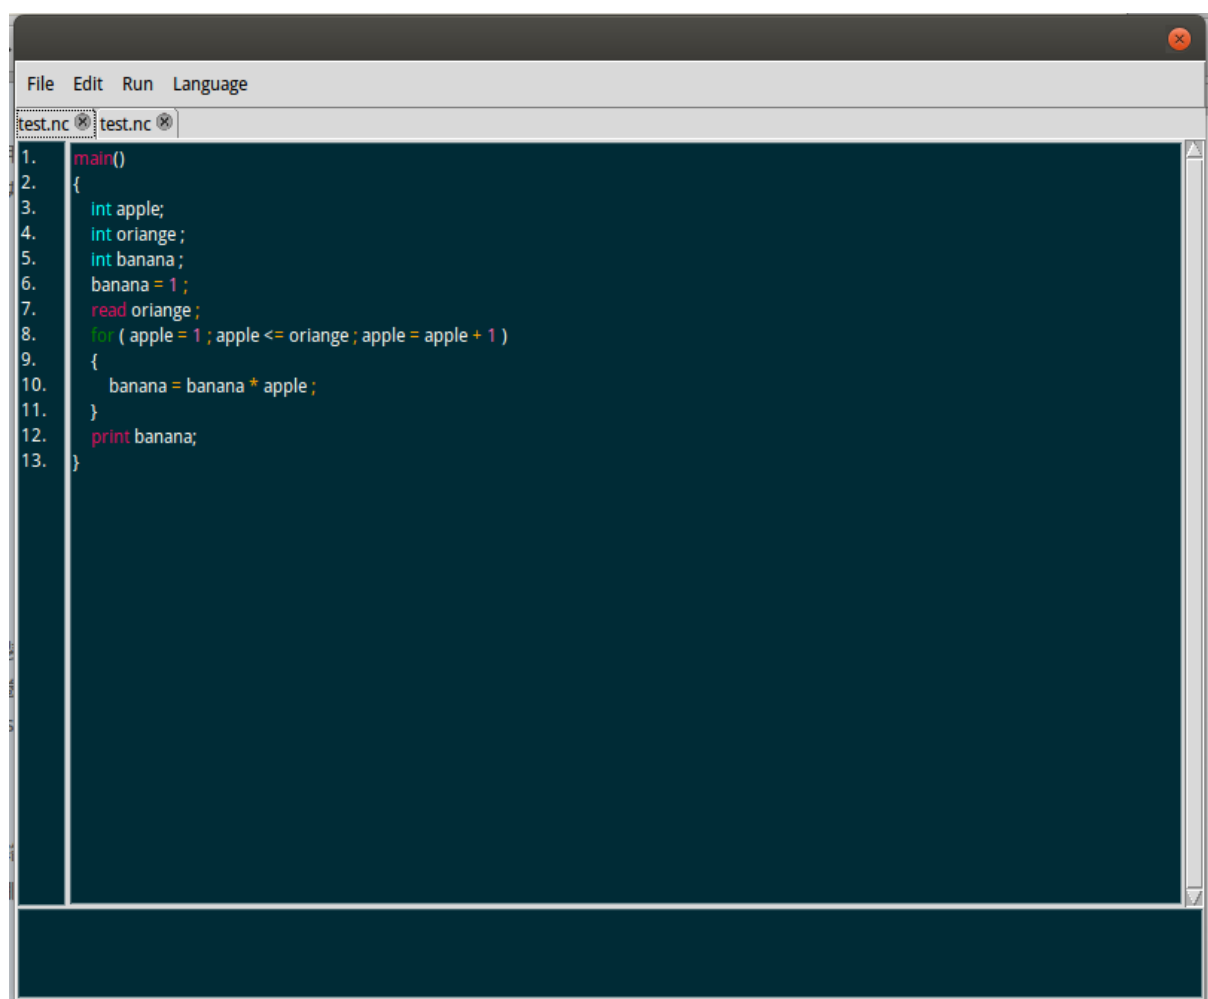 File Edit Run Language
test.nc test.nc
1. main()
2. {
3. int apple;
4. int oriange ;
5. int banana ;
6. banana = 1 ;
7. read oriange ;
8. for ( apple = 1 ; apple <= oriange ; apple = apple + 1 )
9. {
10. banana = banana * apple ;
11. }
12. print banana;
13. }